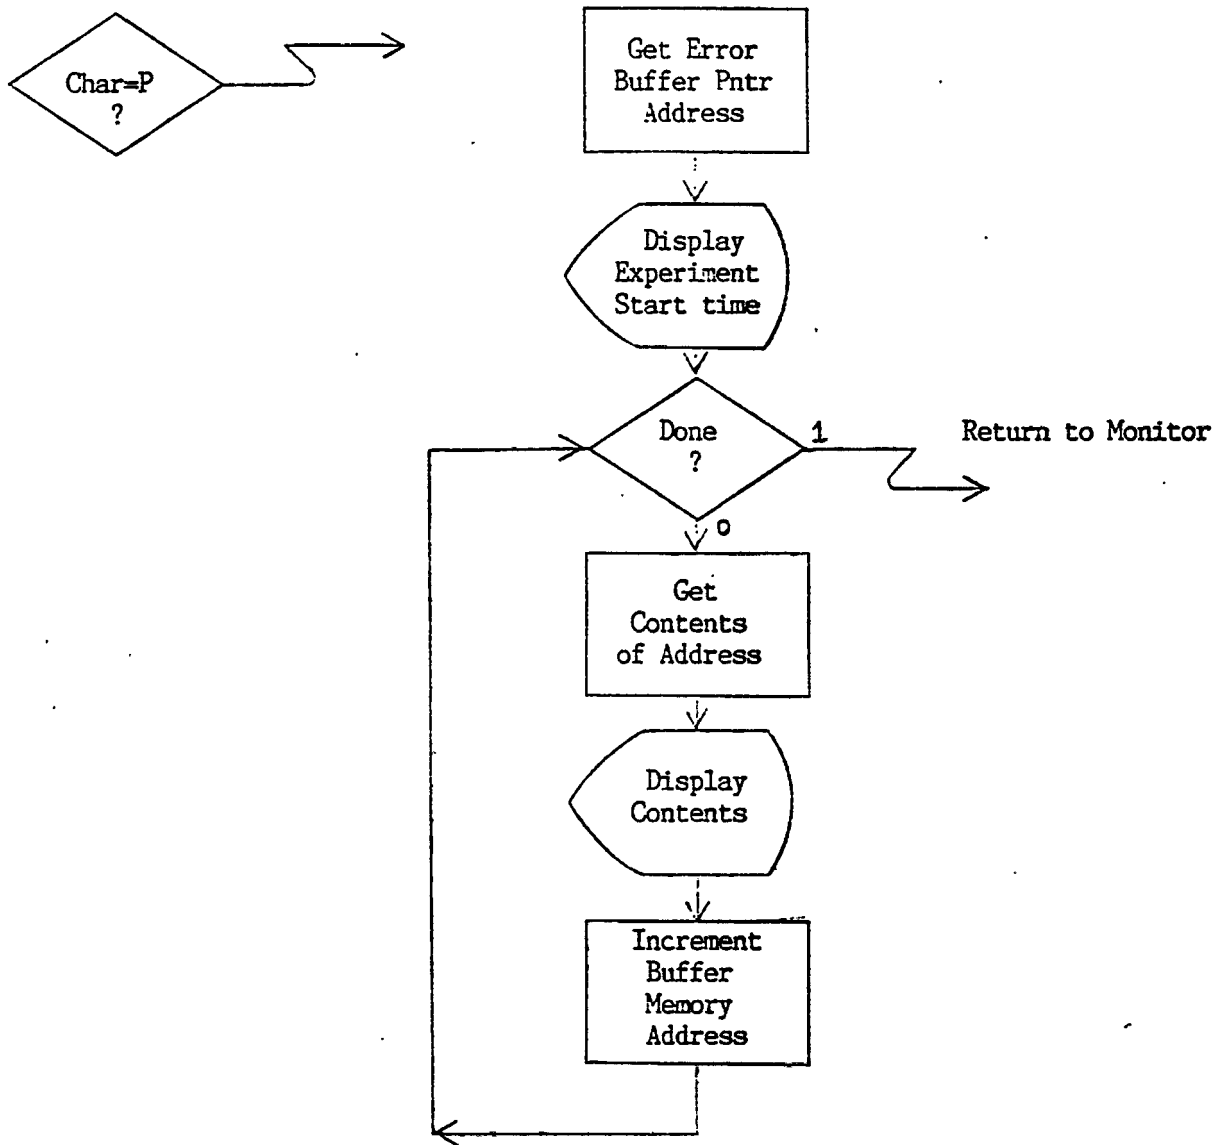 Char=P
?
Get Error
Buffer Pntr
Address
Display
Experiment
Start time
Done
?
1
Return to Monitor
0
Get
Contents
of Address
Display
Contents
Increment
Buffer
Memory
Address